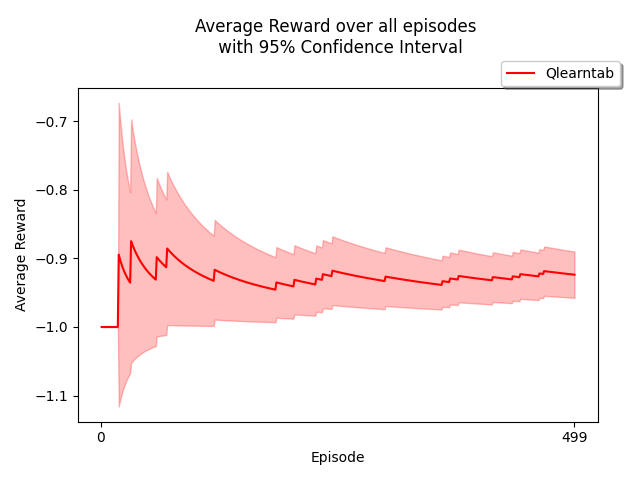 Average Reward over all episodes
with 95% Confidence Interval
Qlearntab
−0.7
−0.8
−0.9
−1.0
−1.1
Average Reward
0
499
Episode